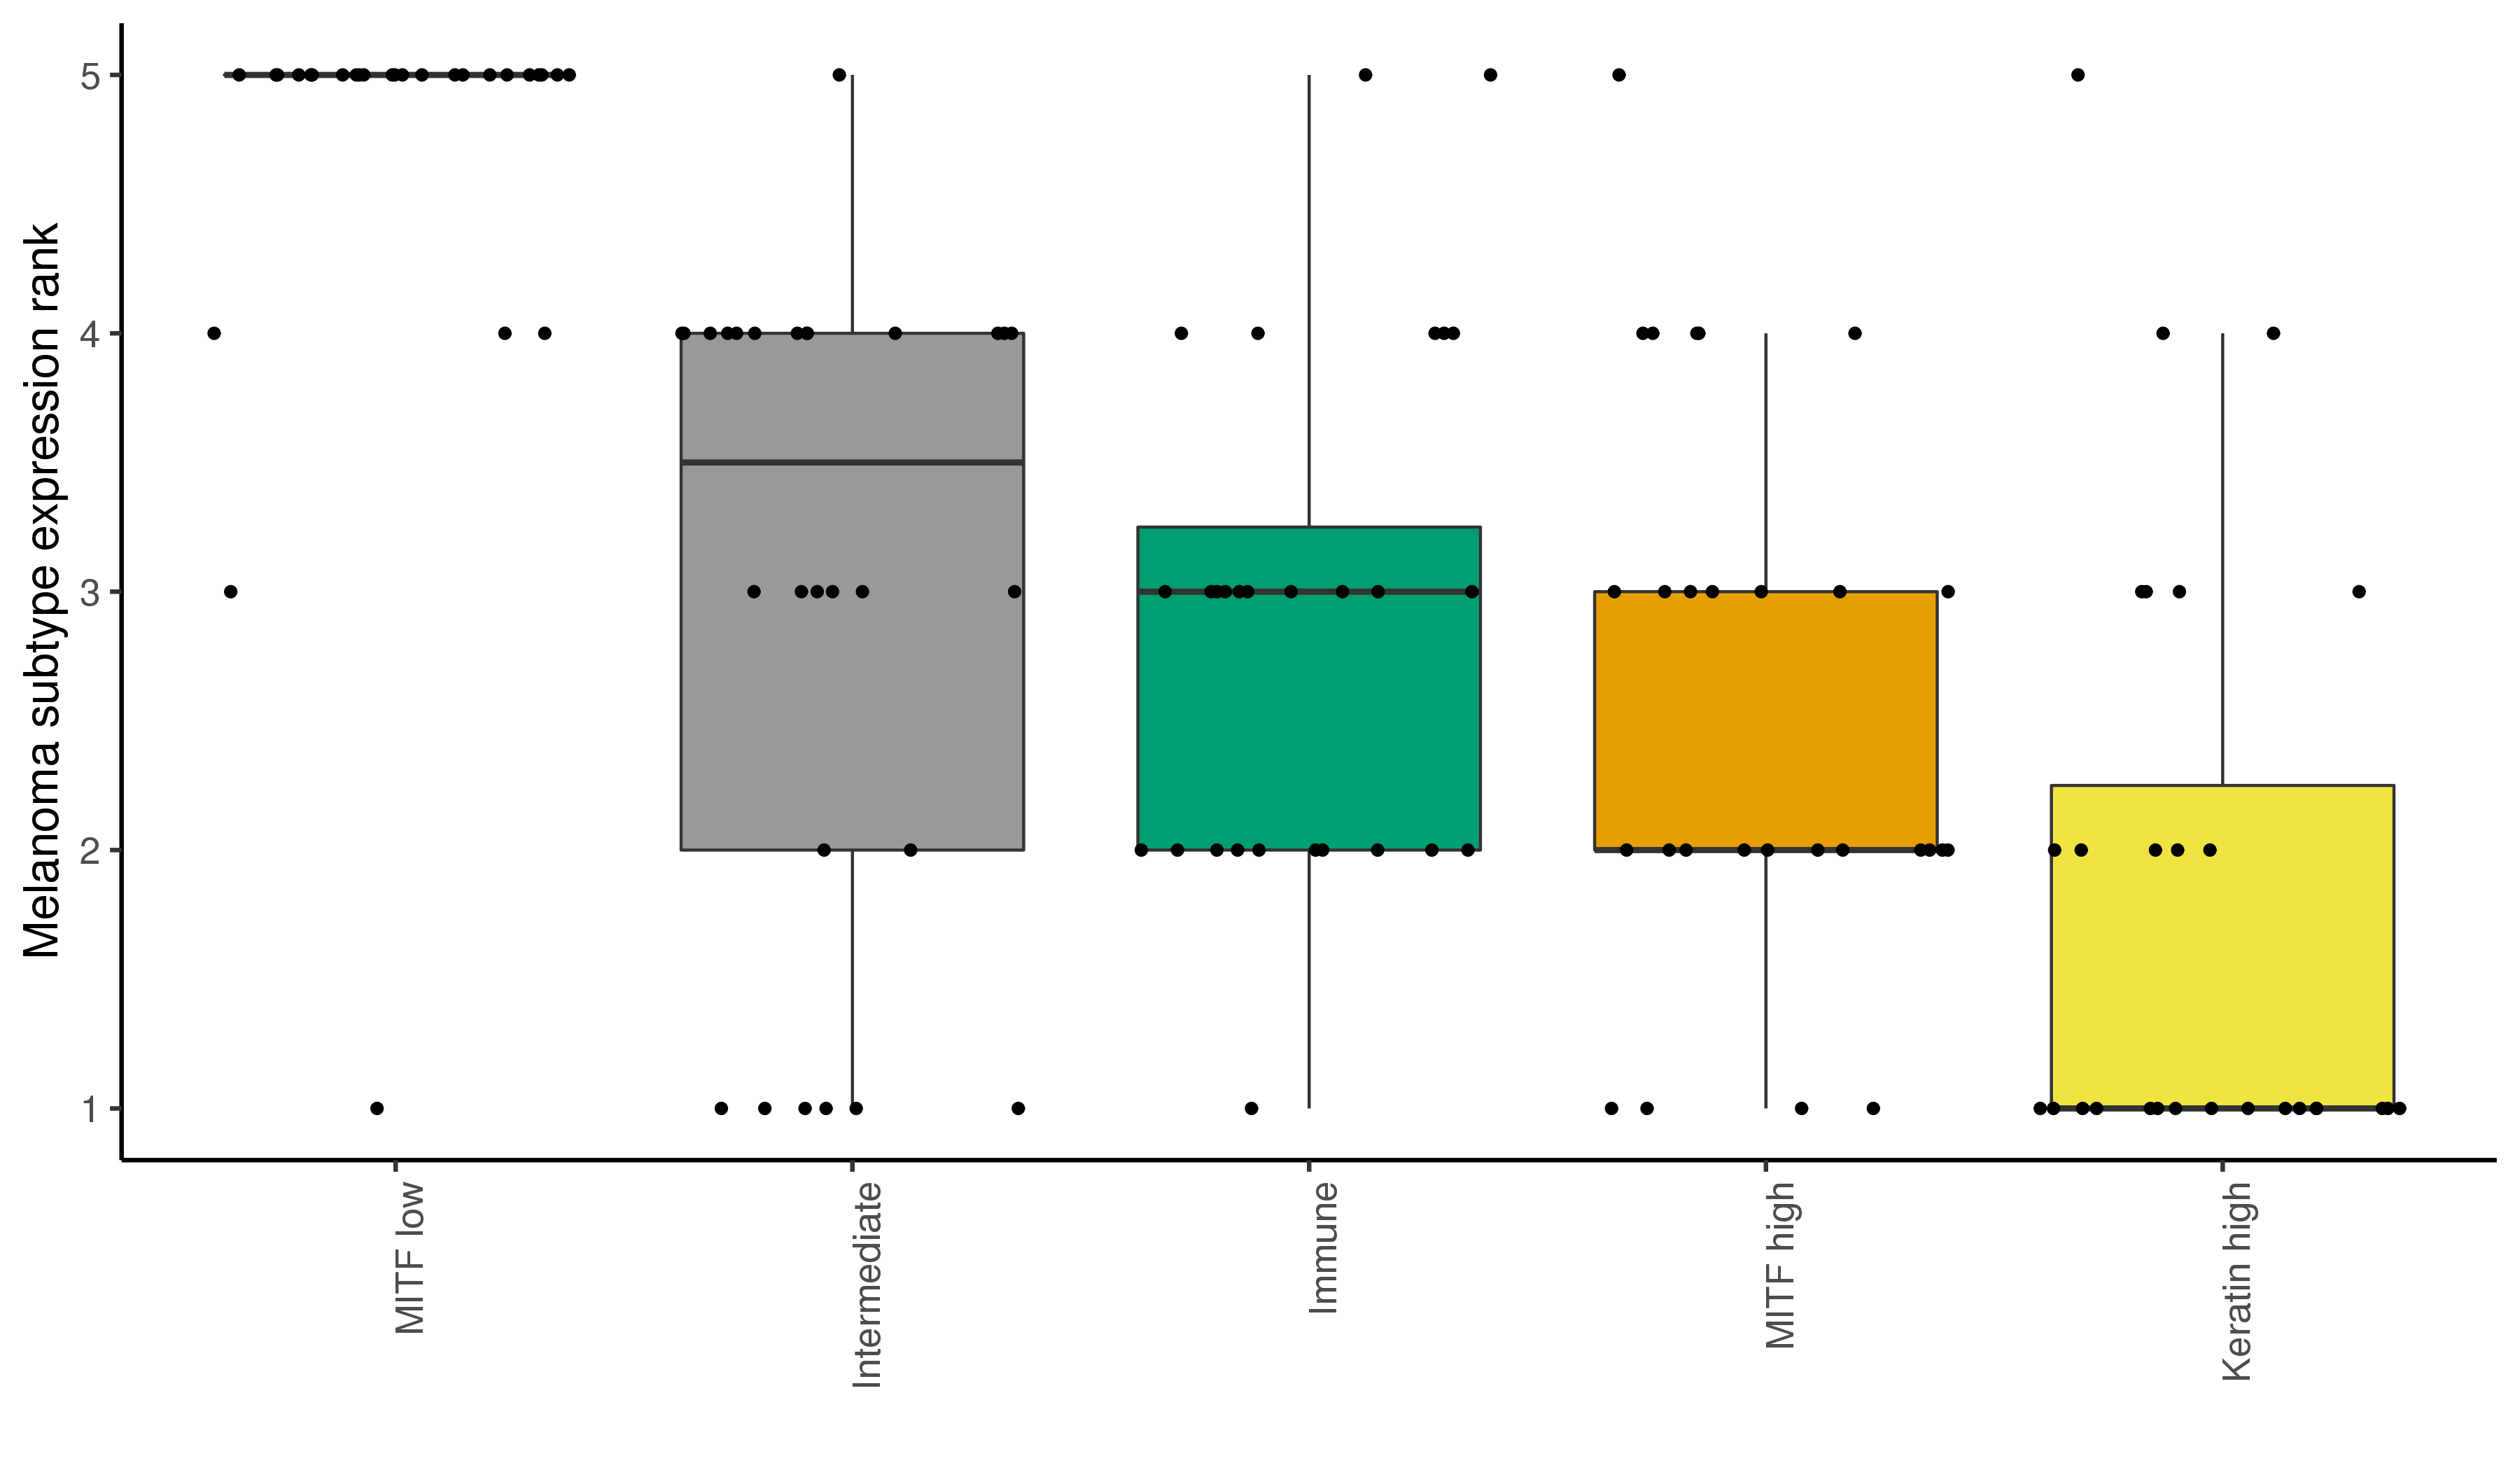 Melanoma subtype expression rank
5
4
3
2
1
MITF low
Intermediate
Immune
MITF high
Keratin high